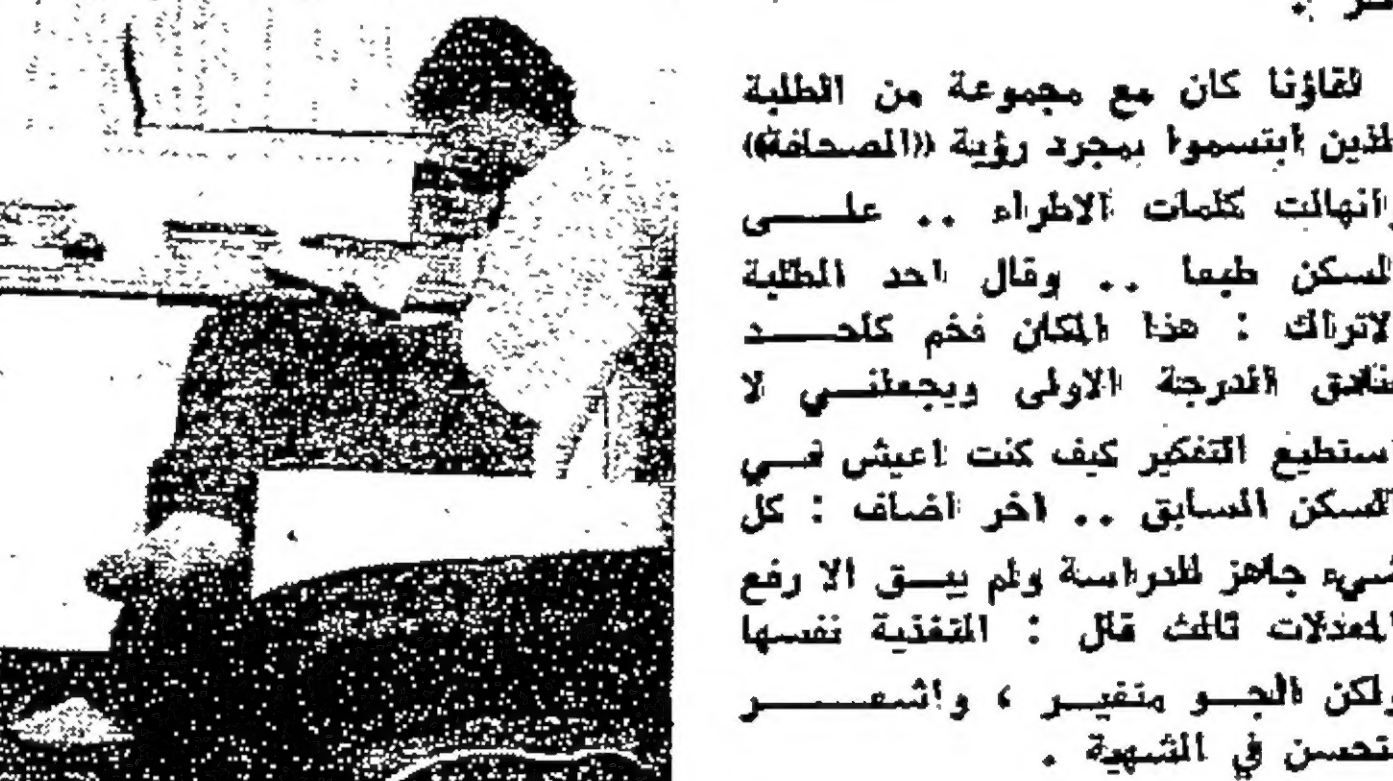 لقاؤنا كان مع مجموعة من الطلبة
الذين ابتسموا بمجرد رؤية ((الصحافة))
وانهالت كلمات الاطراء .. على
السكن طبعا .. وقال احد الطلبة
الاتراك : هذا المكان فخم كأحد
فنادق الدرجة الاولى ويجعلني لا
استطيع التفكير كيف كنت اعيش في
السكن السابق .. اخر اضاف : كل
شيء جاهز للدراسة ولم يبق الا رفع
المعدلات ثالث قال : التغذية نفسها
ولكن الجو متغير ، واشعر
بتحسن في الشهية .